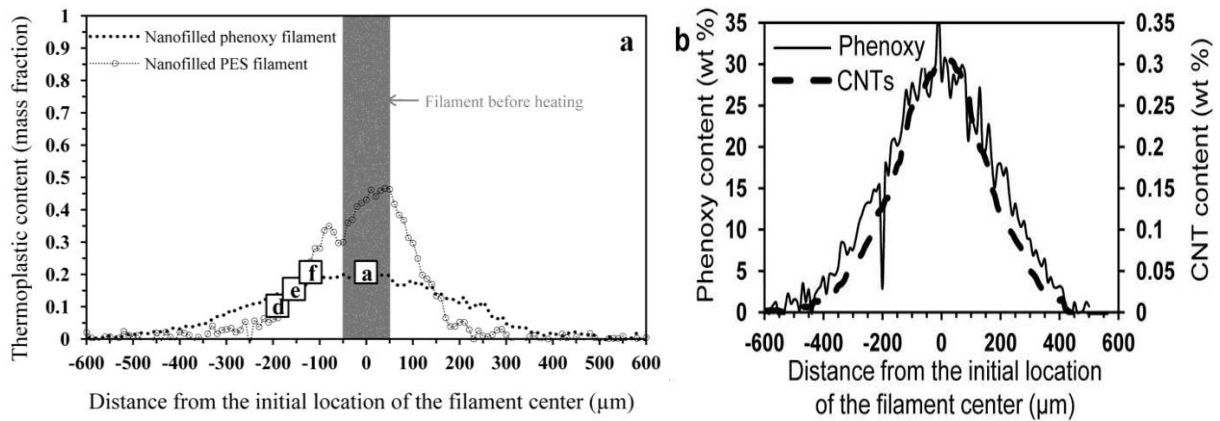 a
Nanofilled phenoxy filament
Nanofilled PES filament
Filament before heating
Thermoplastic content (mass fraction)
1
0.9
0.8
0.7
0.6
0.5
0.4
0.3
0.2
0.1
0
d
e
f
a
-600 -500 -400 -300 -200 -100 0 100 200 300 400 500 600
Distance from the initial location of the filament center (µm)
b
Phenoxy
CNTs
Phenoxy content (wt %)
35
30
25
20
15
10
5
0
CNT content (wt %)
0.35
0.3
0.25
0.2
0.15
0.1
0.05
0
-600 -400 -200 0 200 400 600
Distance from the initial location
of the filament center (µm)